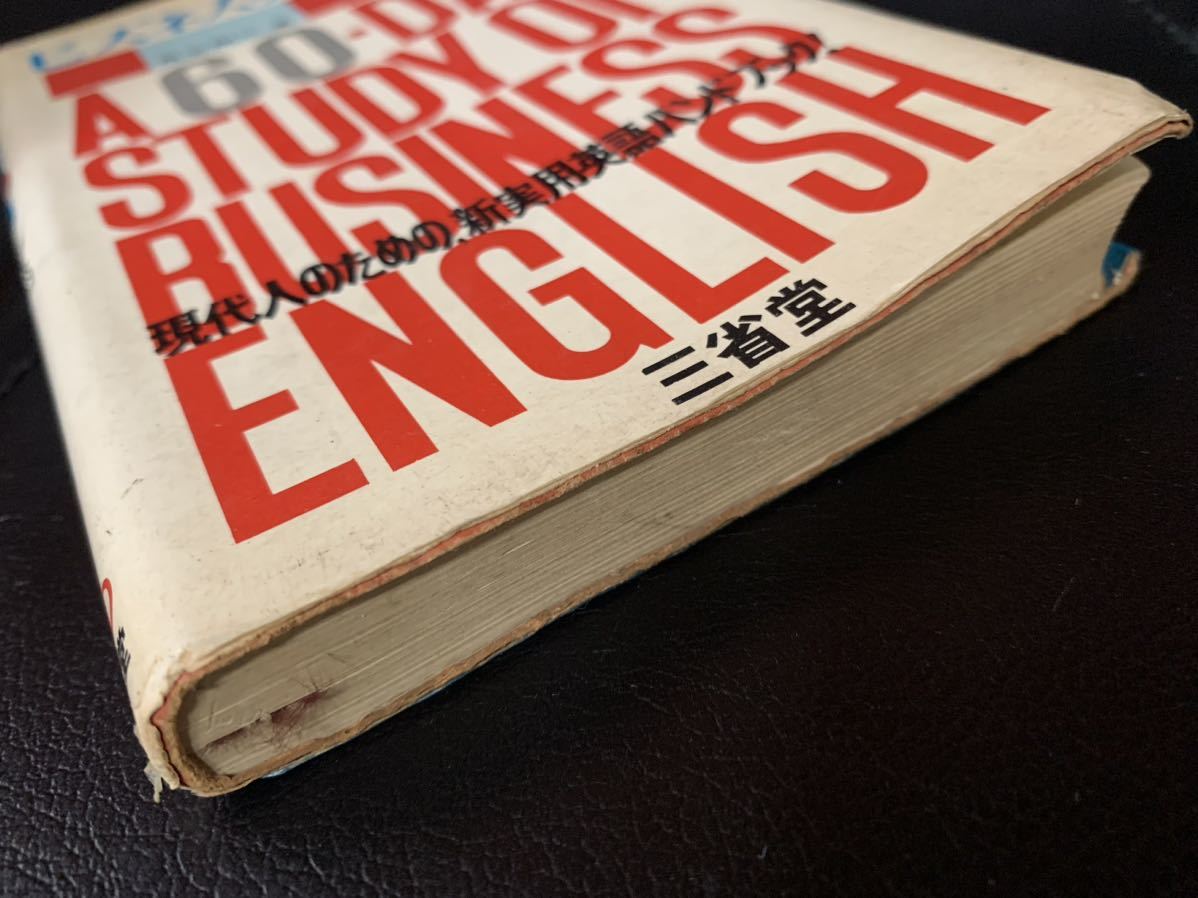 A 60-D
STUDY OF
BUSINESS
ENGLISH
現代人のための、新実用英語ハンドブック!
三省堂